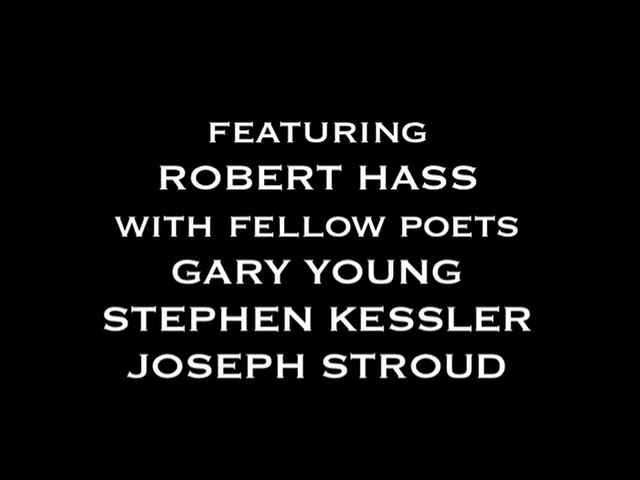 FEATURING
ROBERT HASS
WITH FELLOW POETS
GARY YOUNG
STEPHEN KESSLER
JOSEPH STROUD